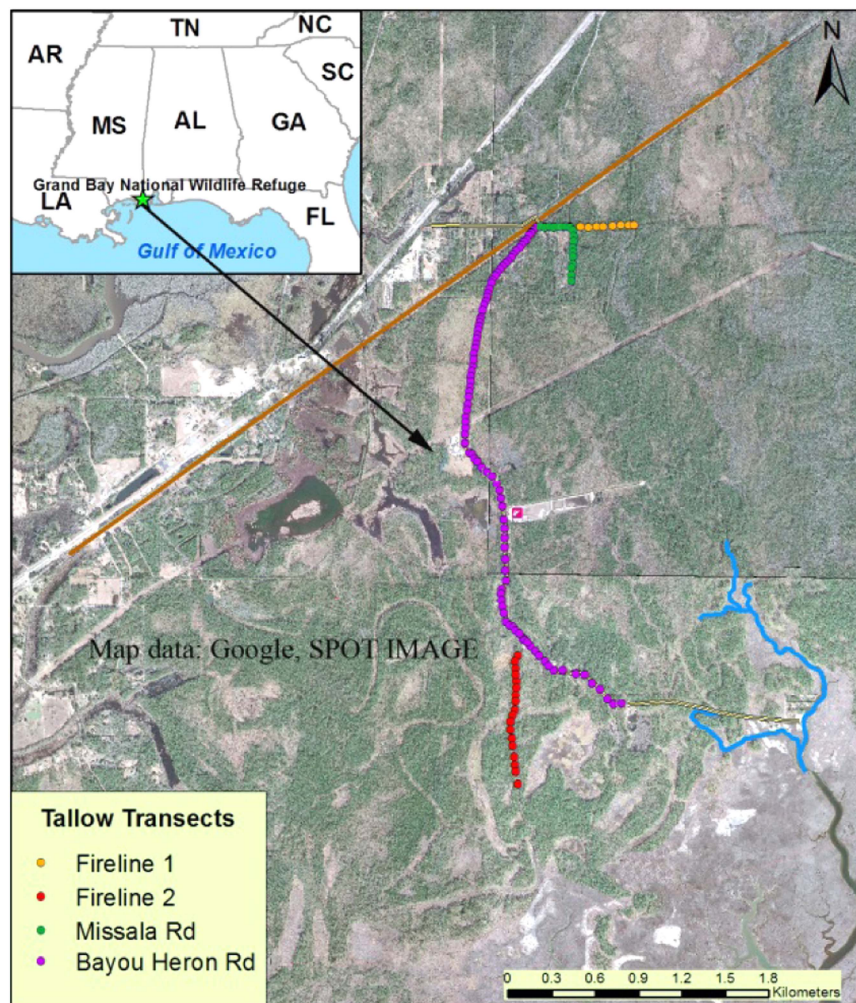 TN
NC
AR
SC
MS
AL
GA
Grand Bay National Wildlife Refuge
LA
FL
Gulf of Mexico
N
Map data: Google, SPOT IMAGE
Tallow Transects
Fireline 1
Fireline 2
Missala Rd
Bayou Heron Rd
0 0.3 0.6 0.9 1.2 1.8
Kilometers